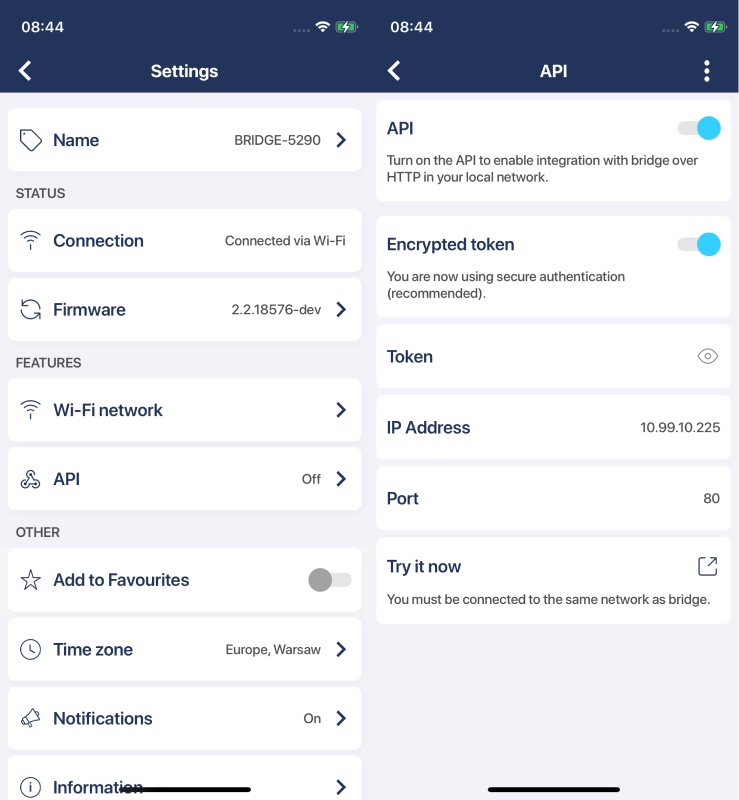 08:44
Settings
Name
BRIDGE-5290
STATUS
Connection
Connected via Wi-Fi
Firmware
2.2.18576-dev
FEATURES
Wi-Fi network
API
Off
OTHER
Add to Favourites
Time zone
Europe, Warsaw
Notifications
On
Information
08:44
API
API
Turn on the API to enable integration with bridge over
HTTP in your local network.
Encrypted token
You are now using secure authentication
(recommended).
Token
IP Address
10.99.10.225
Port
80
Try it now
You must be connected to the same network as bridge.